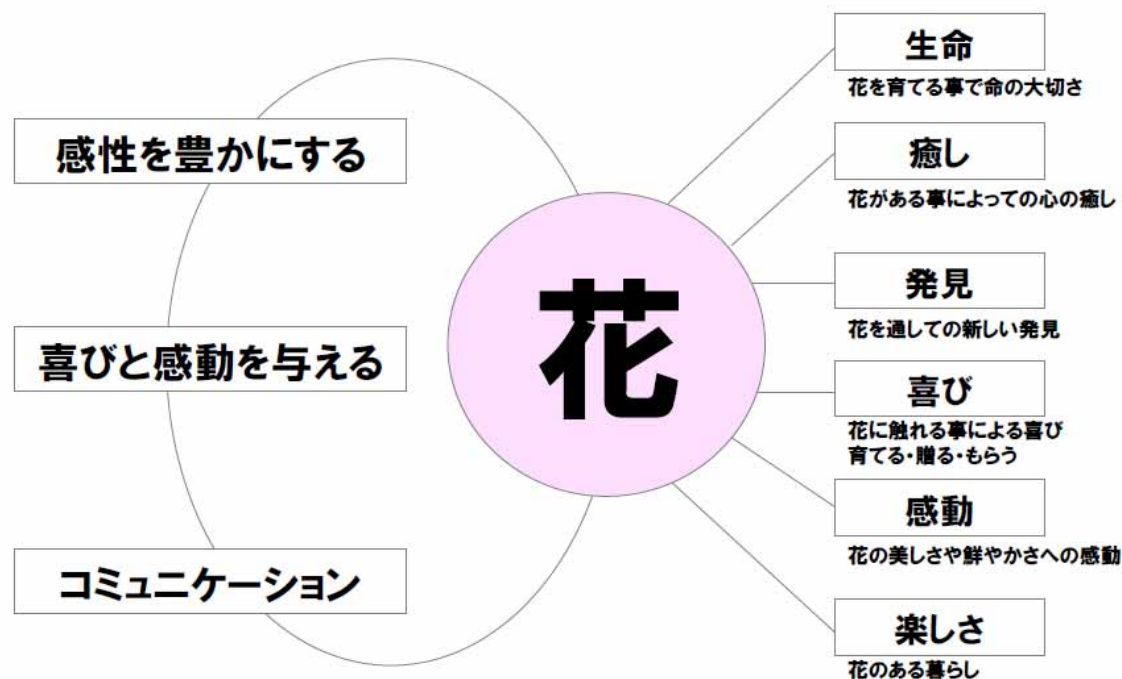 感性を豊かにする
喜びと感動を与える
コミュニケーション
花
生命
花を育てる事で命の大切さ
癒し
花がある事によっての心の癒し
発見
花を通しての新しい発見
喜び
花に触れる事による喜び
育てる・贈る・もらう
感動
花の美しさや鮮やかさへの感動
楽しさ
花のある暮らし